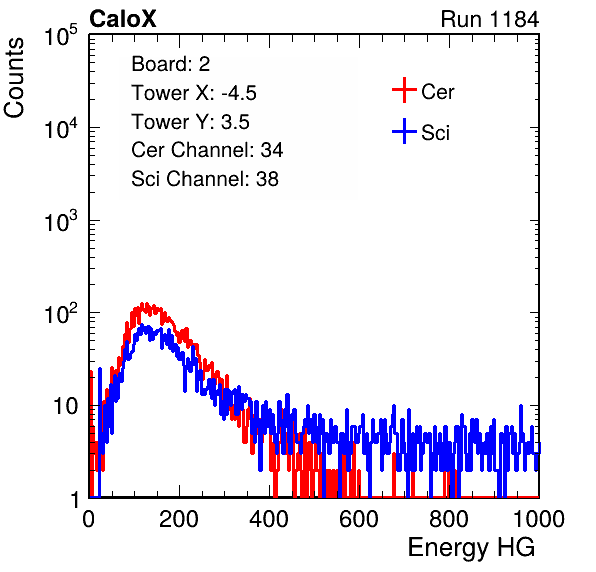 CaloX Run 1184
Counts
10^5
10^4
10^3
10^2
10
1
Board: 2
Tower X: -4.5
Tower Y: 3.5
Cer Channel: 34
Sci Channel: 38
Cer
Sci
0 200 400 600 800 1000
Energy HG